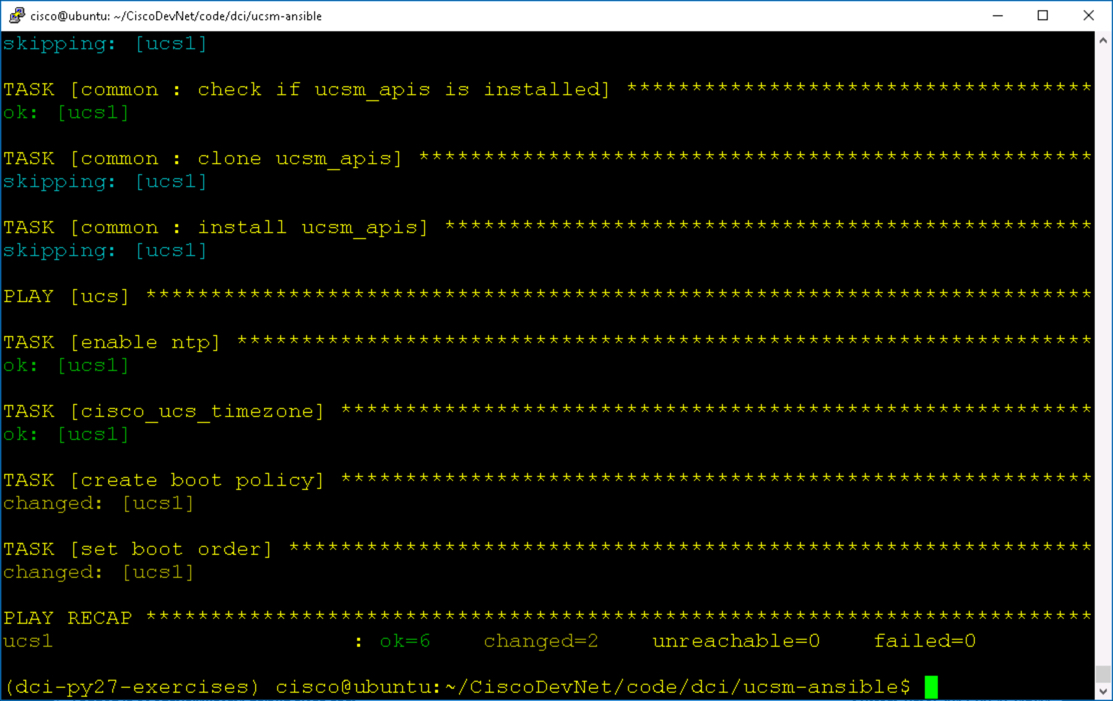 cisco@ubuntu: ~/CiscoDevNet/code/dci/ucsm-ansible
skipping: [ucs1]
TASK [common : check if ucsm_apis is installed] ************************************
ok: [ucs1]
TASK [common : clone ucsm_apis] ****************************************************
skipping: [ucs1]
TASK [common : install ucsm_apis] **************************************************
skipping: [ucs1]
PLAY [ucs] *************************************************************************
TASK [enable ntp] ******************************************************************
ok: [ucs1]
TASK [cisco_ucs_timezone] **********************************************************
ok: [ucs1]
TASK [create boot policy] **********************************************************
changed: [ucs1]
TASK [set boot order] **************************************************************
changed: [ucs1]
PLAY RECAP *************************************************************************
ucs1                       : ok=6    changed=2    unreachable=0    failed=0
(dci-py27-exercises) cisco@ubuntu:~/CiscoDevNet/code/dci/ucsm-ansible$